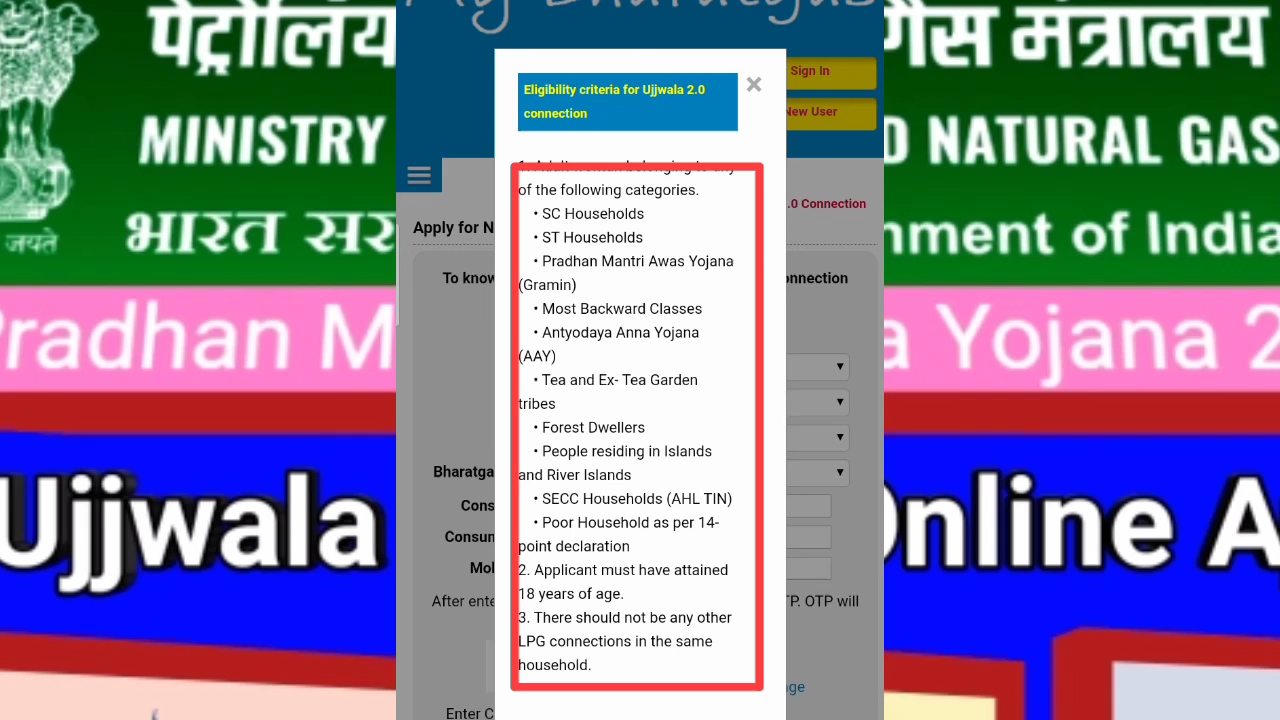 पेट्रोलिय
गैस मंत्रालय
MINISTRY
NATURAL GAS
भारत सर
nment of India
जयते
Pradhan M
a Yojana 2
Ujjwala
Online A
My Bharatgas
Sign In
New User
.0 Connection
Apply for N
To know
onnection
Bharatga
Cons
Consun
Mol
After ente
TP. OTP will
Enter C
Eligibility criteria for Ujjwala 2.0
connection
×
of the following categories.
• SC Households
• ST Households
• Pradhan Mantri Awas Yojana
(Gramin)
• Most Backward Classes
• Antyodaya Anna Yojana
(AAY)
• Tea and Ex- Tea Garden
tribes
• Forest Dwellers
• People residing in Islands
and River Islands
• SECC Households (AHL TIN)
• Poor Household as per 14-
point declaration
2. Applicant must have attained
18 years of age.
3. There should not be any other
LPG connections in the same
household.